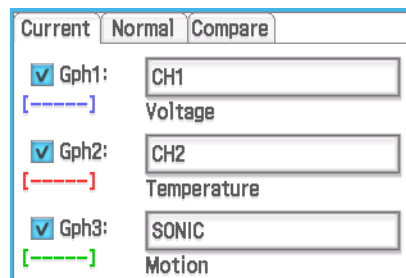 Current Normal Compare
Gph1: CH1
[-----] Voltage
Gph2: CH2
[-----] Temperature
Gph3: SONIC
[-----] Motion